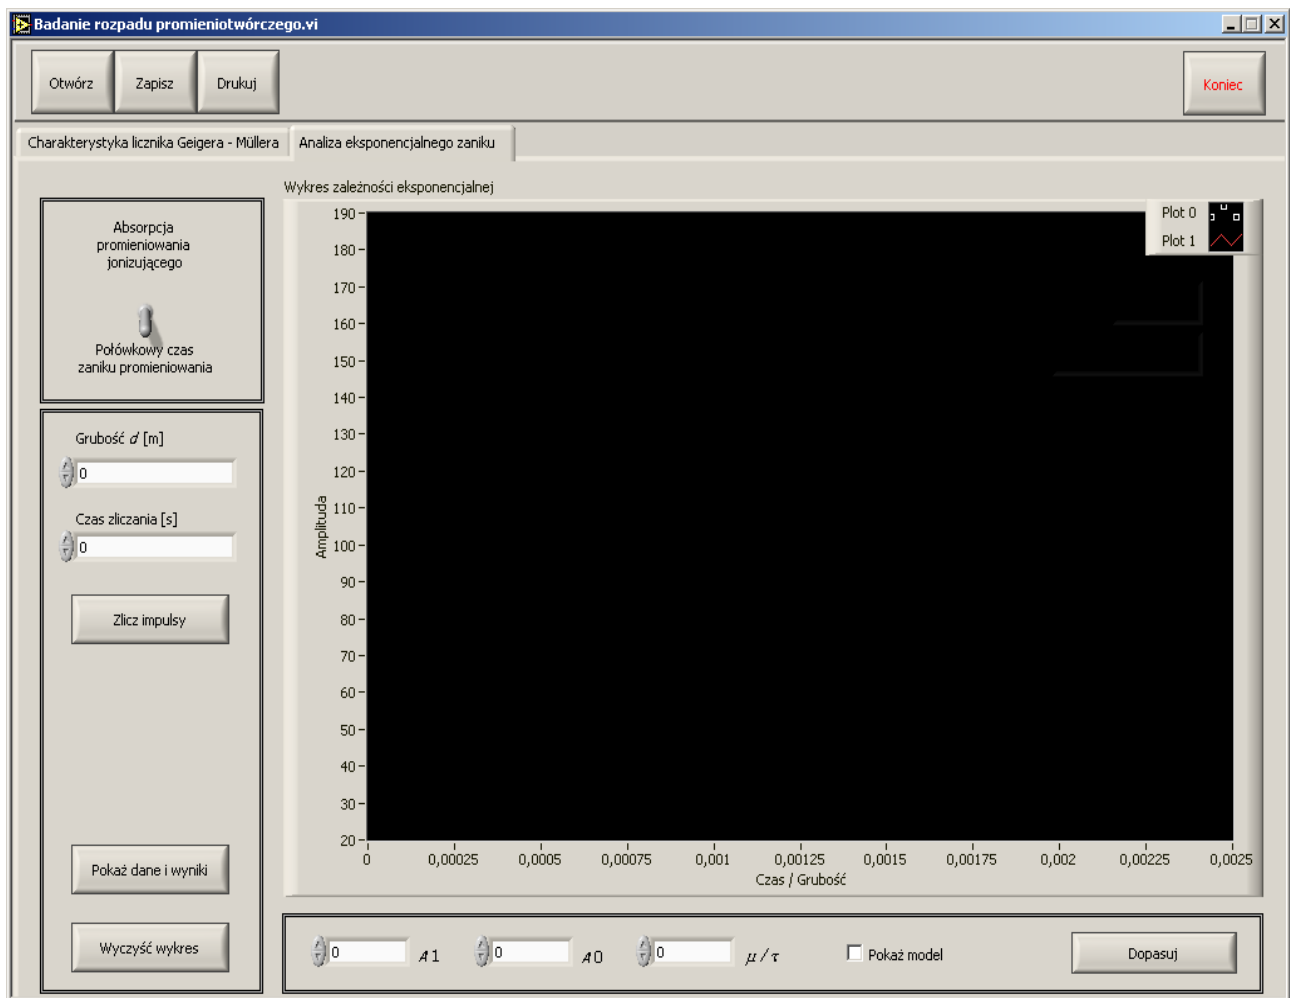 Badanie rozpadu promieniotwórczego.vi
Otwórz Zapisz Drukuj Koniec
Charakterystyka licznika Geigera - Müllera Analiza eksponencjalnego zaniku
Absorpcja
promieniowania
jonizującego
Połówkowy czas
zaniku promieniowania
Grubość d [m]
0
Czas zliczania [s]
0
Zlicz impulsy
Pokaż dane i wyniki
Wyczyść wykres
Wykres zależności eksponencjalnej
Plot 0
Plot 1
190
180
170
160
150
140
130
120
110
100
90
80
70
60
50
40
30
20
Amplituda
0 0,00025 0,0005 0,00075 0,001 0,00125 0,0015 0,00175 0,002 0,00225 0,0025
Czas / Grubość
0 A1 0 A0 0 μ/τ Pokaż model Dopasuj